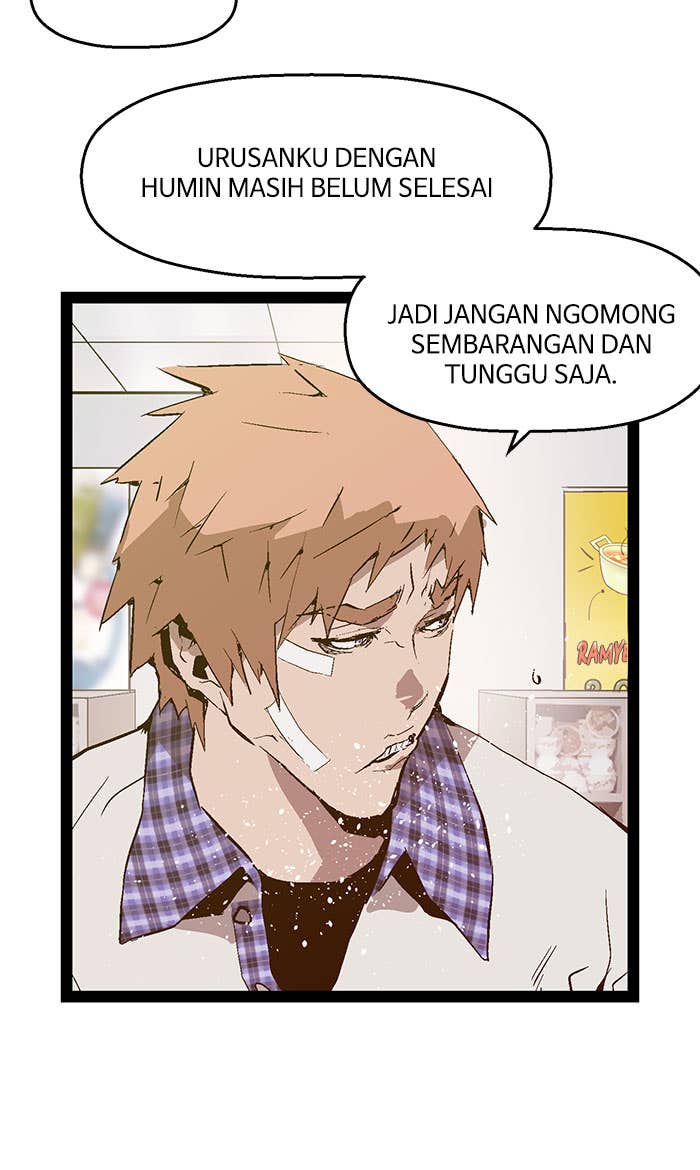 URUSANKU DENGAN
HUMIN MASIH BELUM SELESAI
JADI JANGAN NGOMONG
SEMBARANGAN DAN
TUNGGU SAJA.